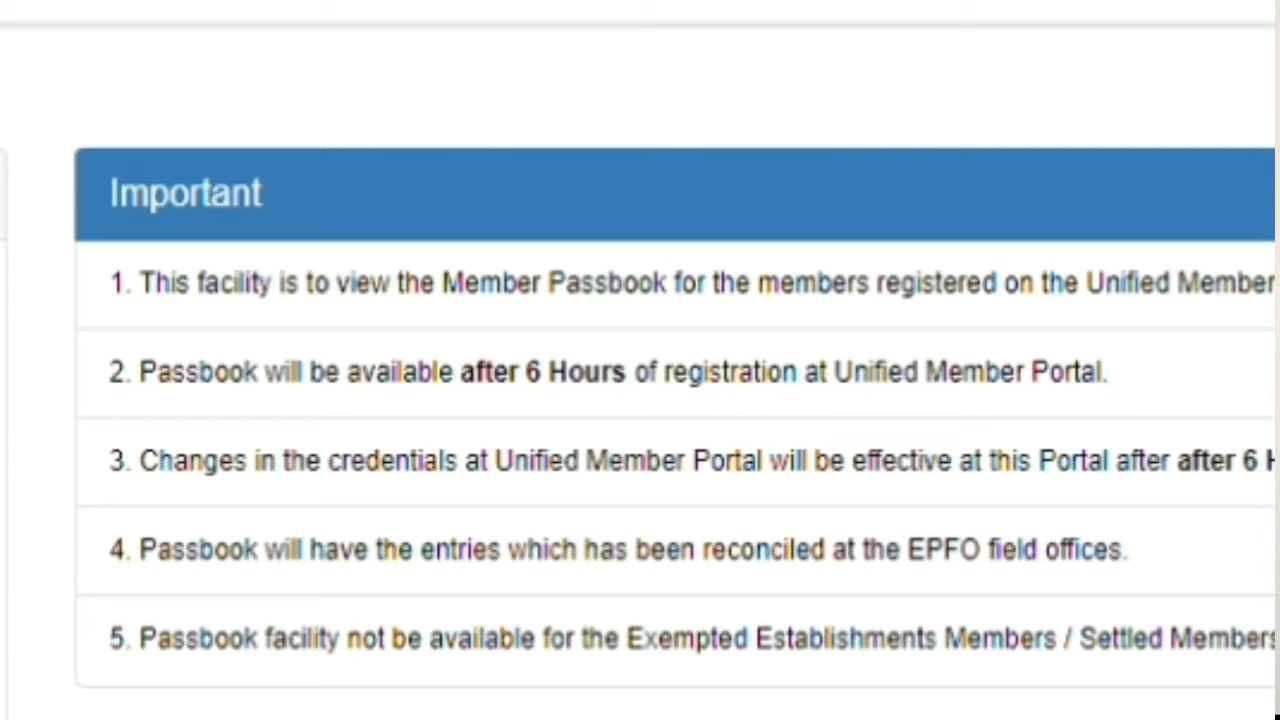 Important
1. This facility is to view the Member Passbook for the members registered on the Unified Member
2. Passbook will be available after 6 Hours of registration at Unified Member Portal.
3. Changes in the credentials at Unified Member Portal will be effective at this Portal after after 6
4. Passbook will have the entries which has been reconciled at the EPFO field offices.
5. Passbook facility not be available for the Exempted Establishments Members / Settled Members